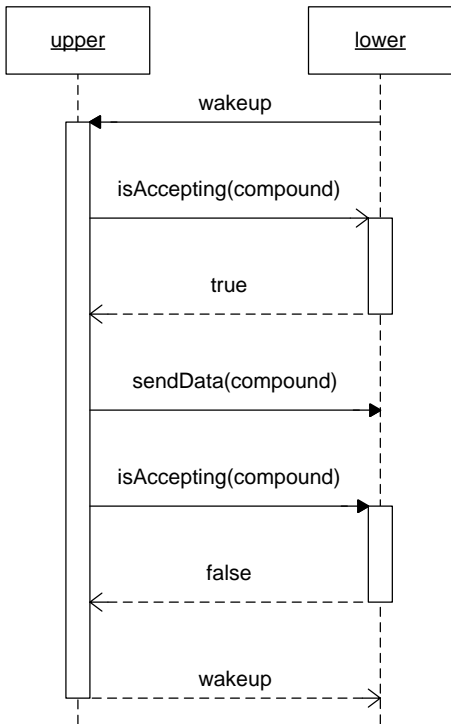 upper
lower
wakeup
isAccepting(compound)
true
sendData(compound)
isAccepting(compound)
false
wakeup